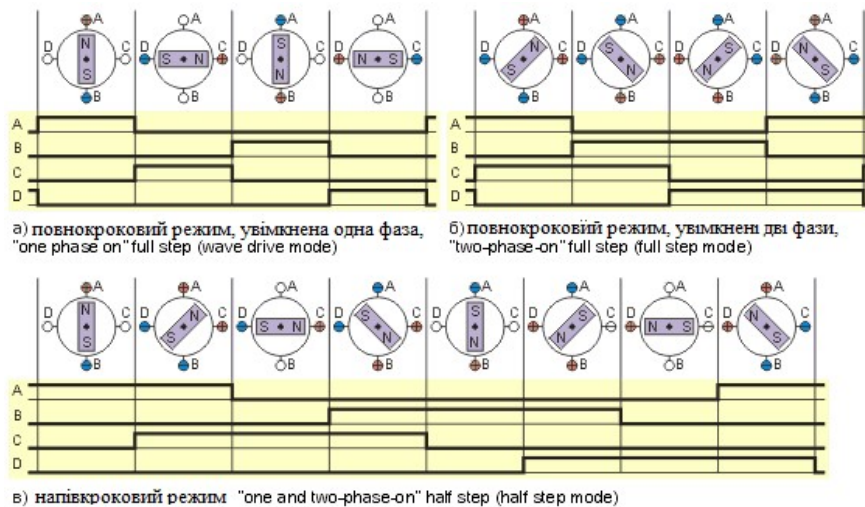 A A A A A A A A
D C D C D C D C D C D C D C D C
N S S N S N N S S N S N N S N S
B B B B B B B B
A
B
C
D
A
B
C
D
а) повнокроковий режим, увімкнена одна фаза,
"one phase on" full step (wave drive mode)
б) повнокроковий режим, увімкнені дві фази,
"two-phase-on" full step (full step mode)
A A A A A A A A
D C D C D C D C D C D C D C D C
N S S N S N S N S N N S N S S N
B B B B B B B B
A
B
C
D
в) напівкроковий режим "one and two-phase-on" half step (half step mode)